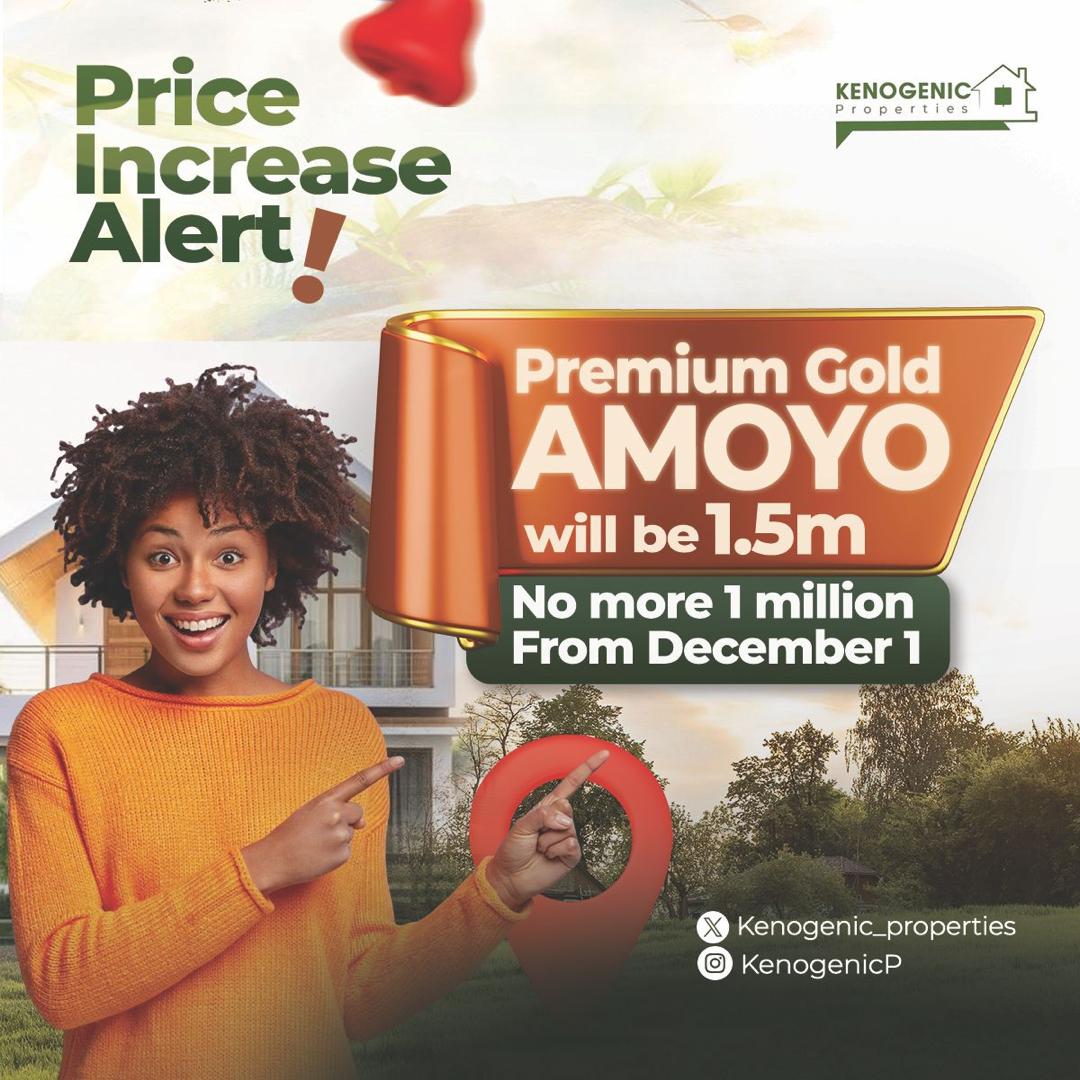 Price
Increase
Alert!
KENOGENIC
Properties
Premium Gold
AMOYO
will be 1.5m
No more 1 million
From December 1
Kenogenic_properties
KenogenicP